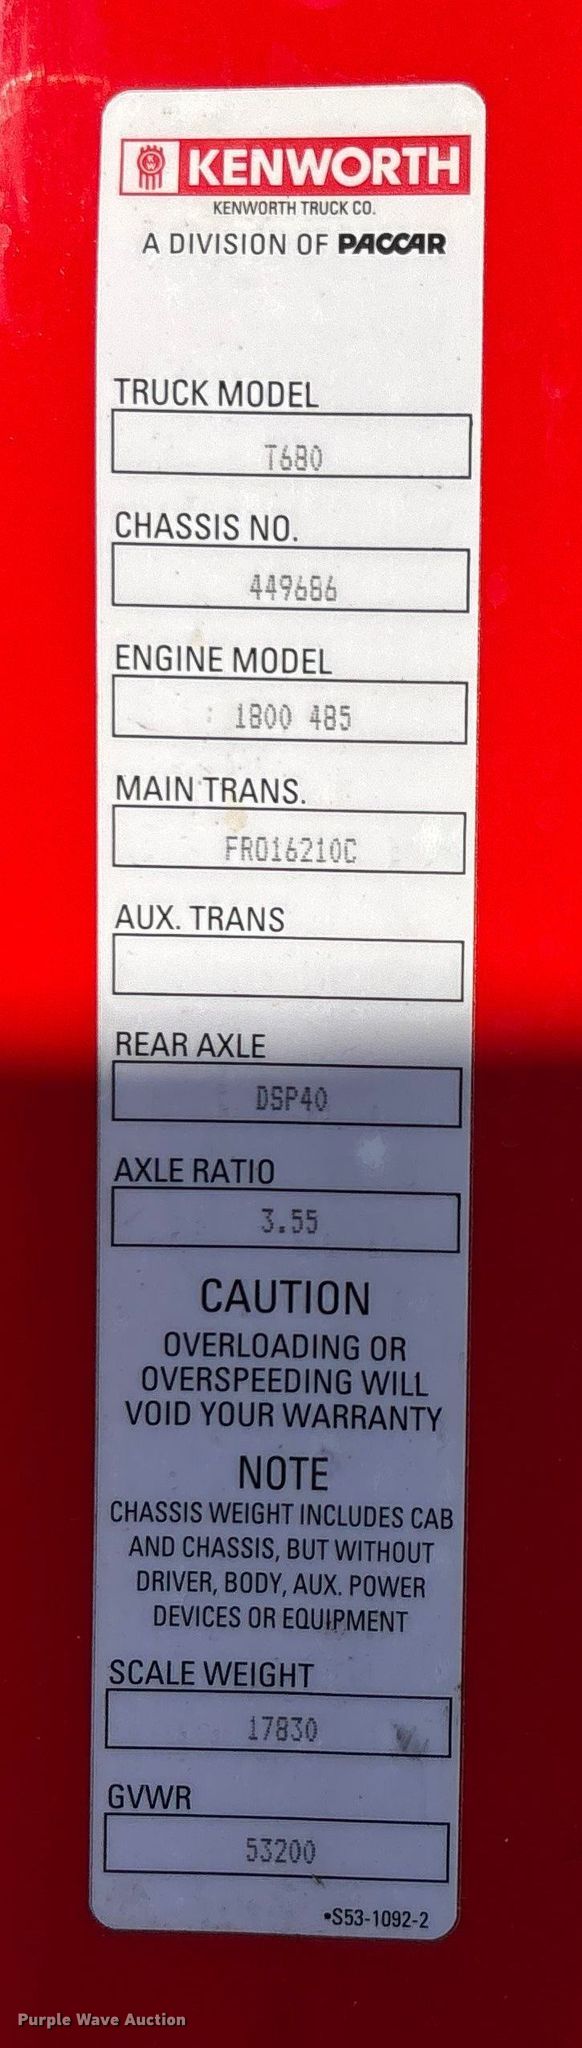 KENWORTH
KENWORTH TRUCK CO.
A DIVISION OF PACCAR
TRUCK MODEL
T680
CHASSIS NO.
449686
ENGINE MODEL
1800 485
MAIN TRANS.
FRO16210C
AUX. TRANS
REAR AXLE
DSP40
AXLE RATIO
3.55
CAUTION
OVERLOADING OR
OVERSPEEDING WILL
VOID YOUR WARRANTY
NOTE
CHASSIS WEIGHT INCLUDES CAB
AND CHASSIS, BUT WITHOUT
DRIVER, BODY, AUX. POWER
DEVICES OR EQUIPMENT
SCALE WEIGHT
17830
GVWR
53200
•S53-1092-2
Purple Wave Auction